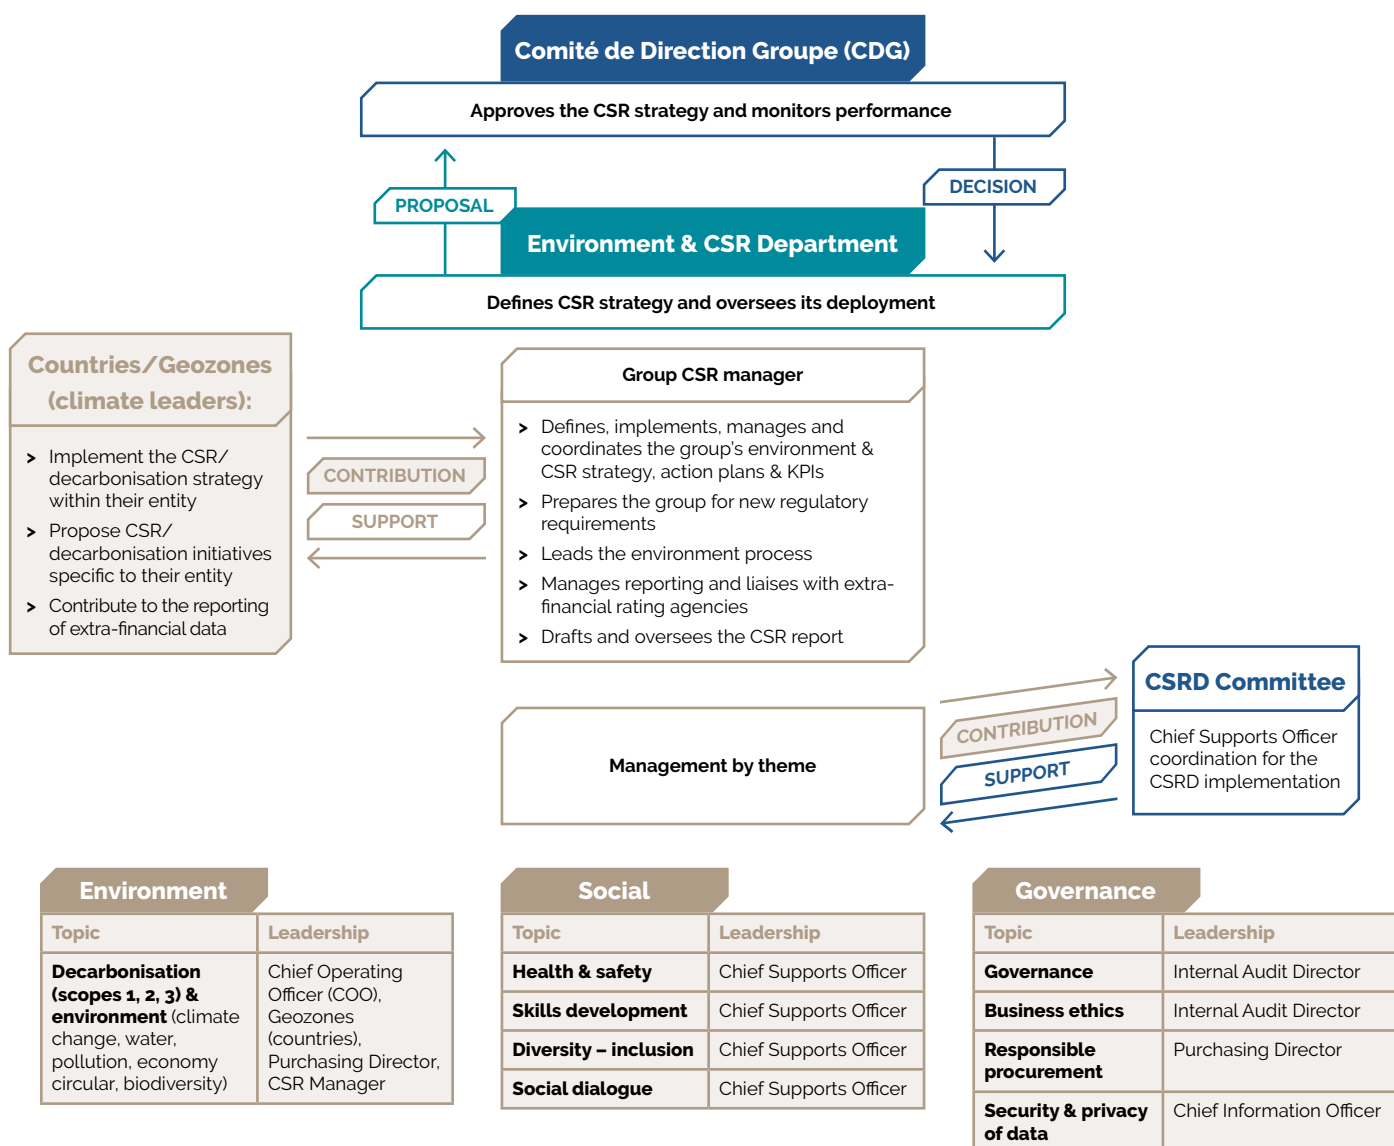 Comité de Direction Groupe (CDG)
Approves the CSR strategy and monitors performance
PROPOSAL
DECISION
Environment & CSR Department
Defines CSR strategy and oversees its deployment
Countries/Geozones
(climate leaders):
> Implement the CSR/
decarbonisation strategy
within their entity
> Propose CSR/
decarbonisation initiatives
specific to their entity
> Contribute to the reporting
of extra-financial data
CONTRIBUTION
SUPPORT
Group CSR manager
> Defines, implements, manages and
coordinates the group's environment &
CSR strategy, action plans & KPIs
> Prepares the group for new regulatory
requirements
> Leads the environment process
> Manages reporting and liaises with extra-
financial rating agencies
> Drafts and oversees the CSR report
Management by theme
CONTRIBUTION
SUPPORT
CSRD Committee
Chief Supports Officer
coordination for the
CSRD implementation
Environment
Topic
Leadership
Decarbonisation
(scopes 1, 2, 3) &
environment (climate
change, water,
pollution, economy
circular, biodiversity)
Chief Operating
Officer (COO),
Geozones
(countries),
Purchasing Director,
CSR Manager
Social
Topic
Leadership
Health & safety
Chief Supports Officer
Skills development
Chief Supports Officer
Diversity – inclusion
Chief Supports Officer
Social dialogue
Chief Supports Officer
Governance
Topic
Leadership
Governance
Internal Audit Director
Business ethics
Internal Audit Director
Responsible
procurement
Purchasing Director
Security & privacy
of data
Chief Information Officer